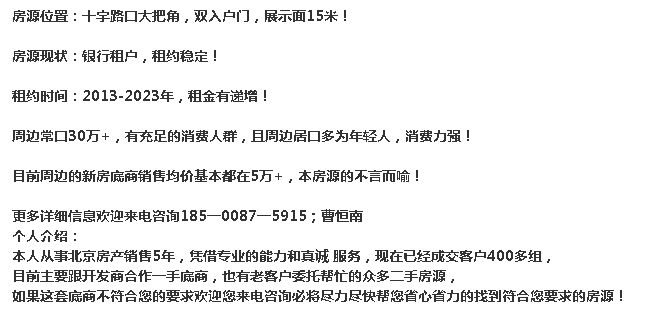 房源位置：十字路口大把角，双入户门，展示面15米！
房源现状：银行租户，租约稳定！
租约时间：2013-2023年，租金有递增！
周边常口30万+，有充足的消费人群，且周边居口多为年轻人，消费力强！
目前周边的新房底商销售均价基本都在5万+，本房源的不言而喻！
更多详细信息欢迎来电咨询185—0087—5915；曹恒南
个人介绍：
本人从事北京房产销售5年，凭借专业的能力和真诚 服务，现在已经成交客户400多组，
目前主要跟开发商合作一手底商，也有老客户委托帮忙的众多二手房源，
如果这套底商不符合您的要求欢迎您来电咨询必将尽力尽快帮您省心省力的找到符合您要求的房源！